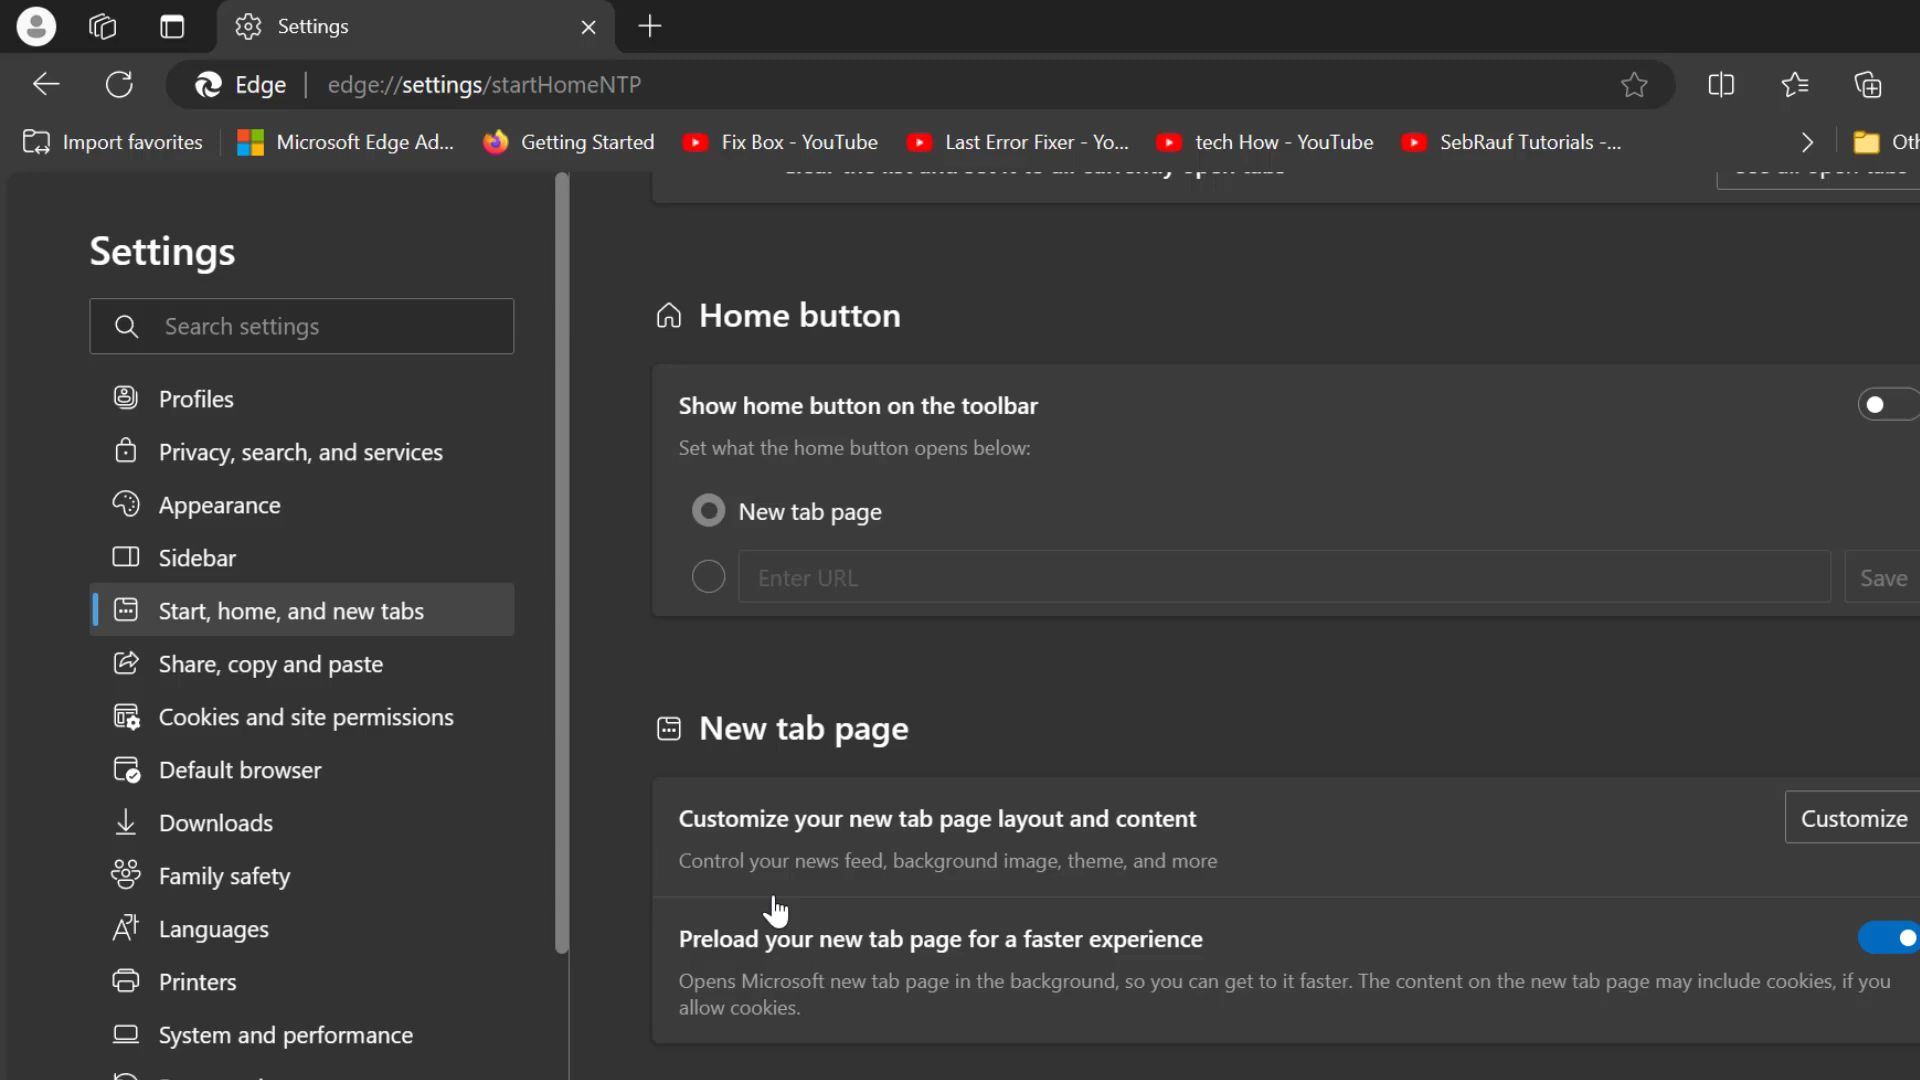 Settings
Edge
edge://settings/startHomeNTP
Import favorites
Microsoft Edge Ad...
Getting Started
Fix Box - YouTube
Last Error Fixer - Yo...
tech How - YouTube
SebRauf Tutorials -...
Oth
Settings
Search settings
Profiles
Privacy, search, and services
Appearance
Sidebar
Start, home, and new tabs
Share, copy and paste
Cookies and site permissions
Default browser
Downloads
Family safety
Languages
Printers
System and performance
Home button
Show home button on the toolbar
Set what the home button opens below:
New tab page
Enter URL
Save
New tab page
Customize your new tab page layout and content
Customize
Control your news feed, background image, theme, and more
Preload your new tab page for a faster experience
Opens Microsoft new tab page in the background, so you can get to it faster. The content on the new tab page may include cookies, if you
allow cookies.